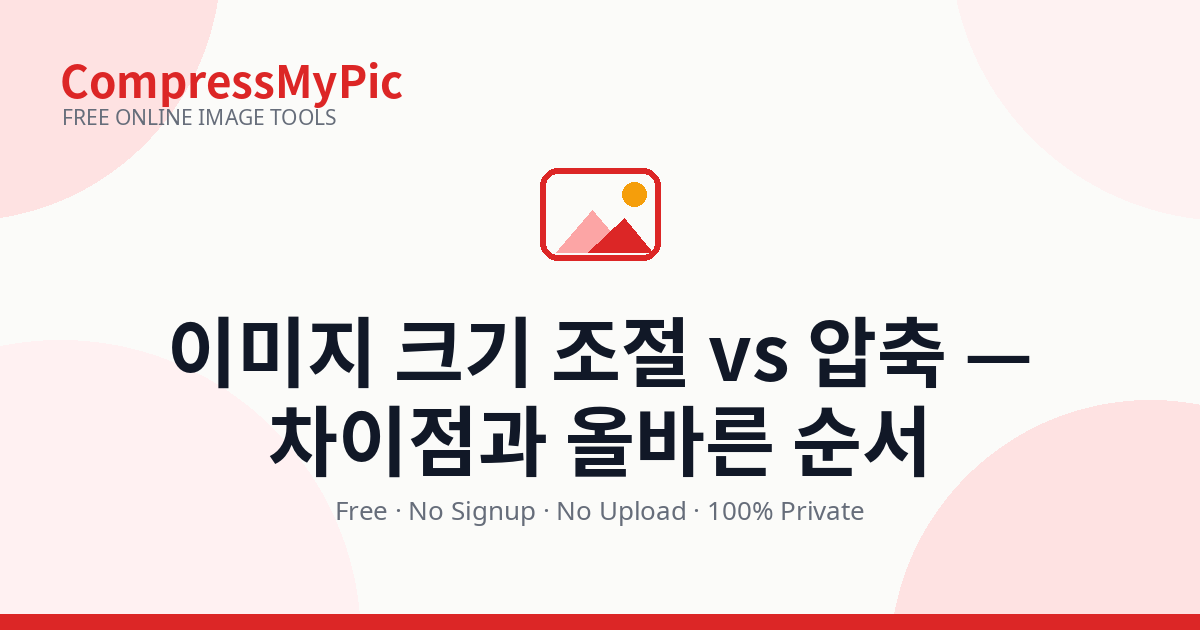 CompressMyPic
FREE ONLINE IMAGE TOOLS
이미지 크기 조절 vs 압축 —
차이점과 올바른 순서
Free · No Signup · No Upload · 100% Private